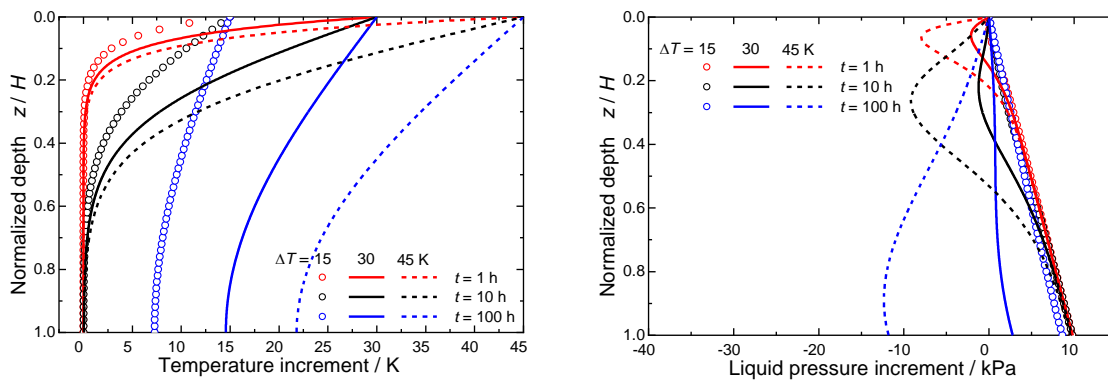 0.0
0.2
0.4
0.6
0.8
1.0
Normalized depth z / H
0 5 10 15 20 25 30 35 40 45
Temperature increment / K
ΔT = 15 30 45 K
t = 1 h
t = 10 h
t = 100 h
0.0
0.2
0.4
0.6
0.8
1.0
Normalized depth z / H
-40 -30 -20 -10 0 10
Liquid pressure increment / kPa
ΔT = 15 30 45 K
t = 1 h
t = 10 h
t = 100 h